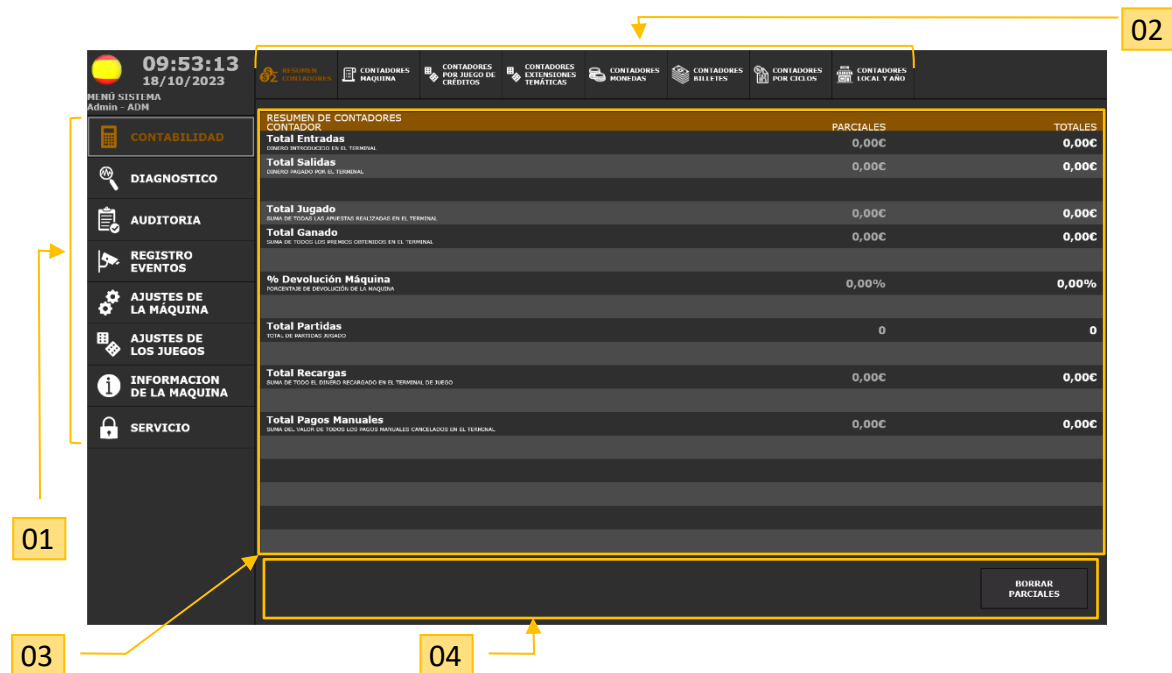 02
09:53:13
18/10/2023
MENÚ SISTEMA
Admin - ADM
RESUMEN
CONTADORES
CONTADORES
MAQUINA
CONTADORES
POR JUEGO DE
CRÉDITOS
CONTADORES
EXTENSIONES
TEMÁTICAS
CONTADORES
MONEDAS
CONTADORES
BILLETES
CONTADORES
POR CICLOS
CONTADORES
LOCAL Y AÑO
CONTABILIDAD
DIAGNOSTICO
AUDITORIA
REGISTRO
EVENTOS
AJUSTES DE
LA MÁQUINA
AJUSTES DE
LOS JUEGOS
INFORMACION
DE LA MAQUINA
SERVICIO
01
RESUMEN DE CONTADORES
CONTADOR PARCIALES TOTALES
Total Entradas 0,00€ 0,00€
DINERO INTRODUCIDO EN EL TERMINAL
Total Salidas 0,00€ 0,00€
DINERO PAGADO POR EL TERMINAL
Total Jugado 0,00€ 0,00€
SUMA DE TODAS LAS APUESTAS REALIZADAS EN EL TERMINAL
Total Ganado 0,00€ 0,00€
SUMA DE TODOS LOS PREMIOS OBTENIDOS EN EL TERMINAL
% Devolución Máquina 0,00% 0,00%
PORCENTAJE DE DEVOLUCIÓN DE LA MAQUINA
Total Partidas 0 0
TOTAL DE PARTIDAS JUGADO
Total Recargas 0,00€ 0,00€
SUMA DE TODO EL DINERO RECARGADO EN EL TERMINAL DE JUEGO
Total Pagos Manuales 0,00€ 0,00€
SUMA DEL VALOR DE TODOS LOS PAGOS MANUALES CANCELADOS EN EL TERMINAL
BORRAR
PARCIALES
03
04